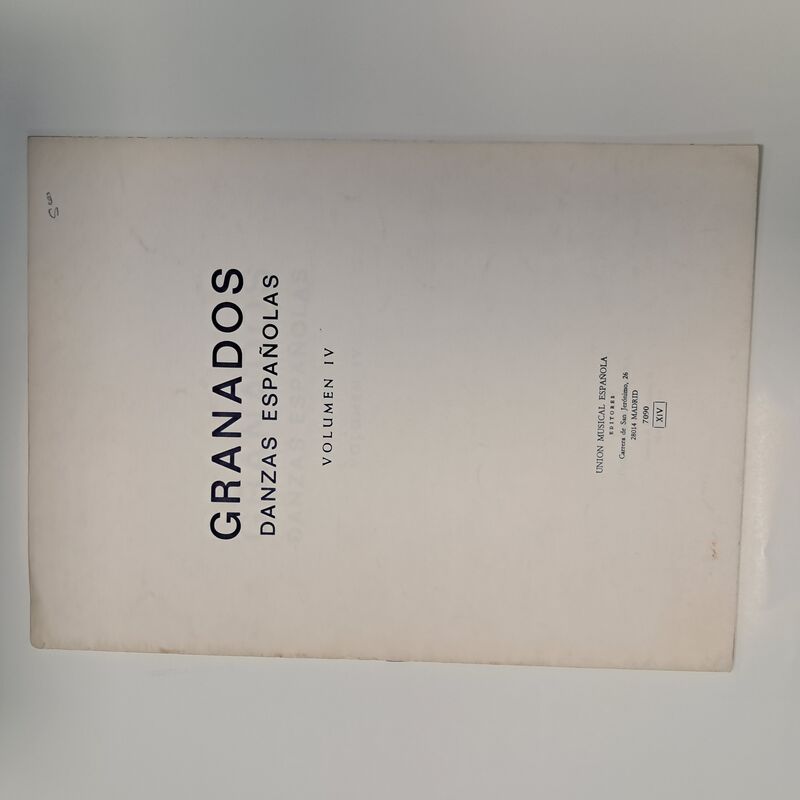 GRANADOS
DANZAS ESPAÑOLAS
VOLUMEN IV
UNION MUSICAL ESPAÑOLA
EDITORES
Carrera de San Jerónimo, 26
28014 MADRID
7090
XIV